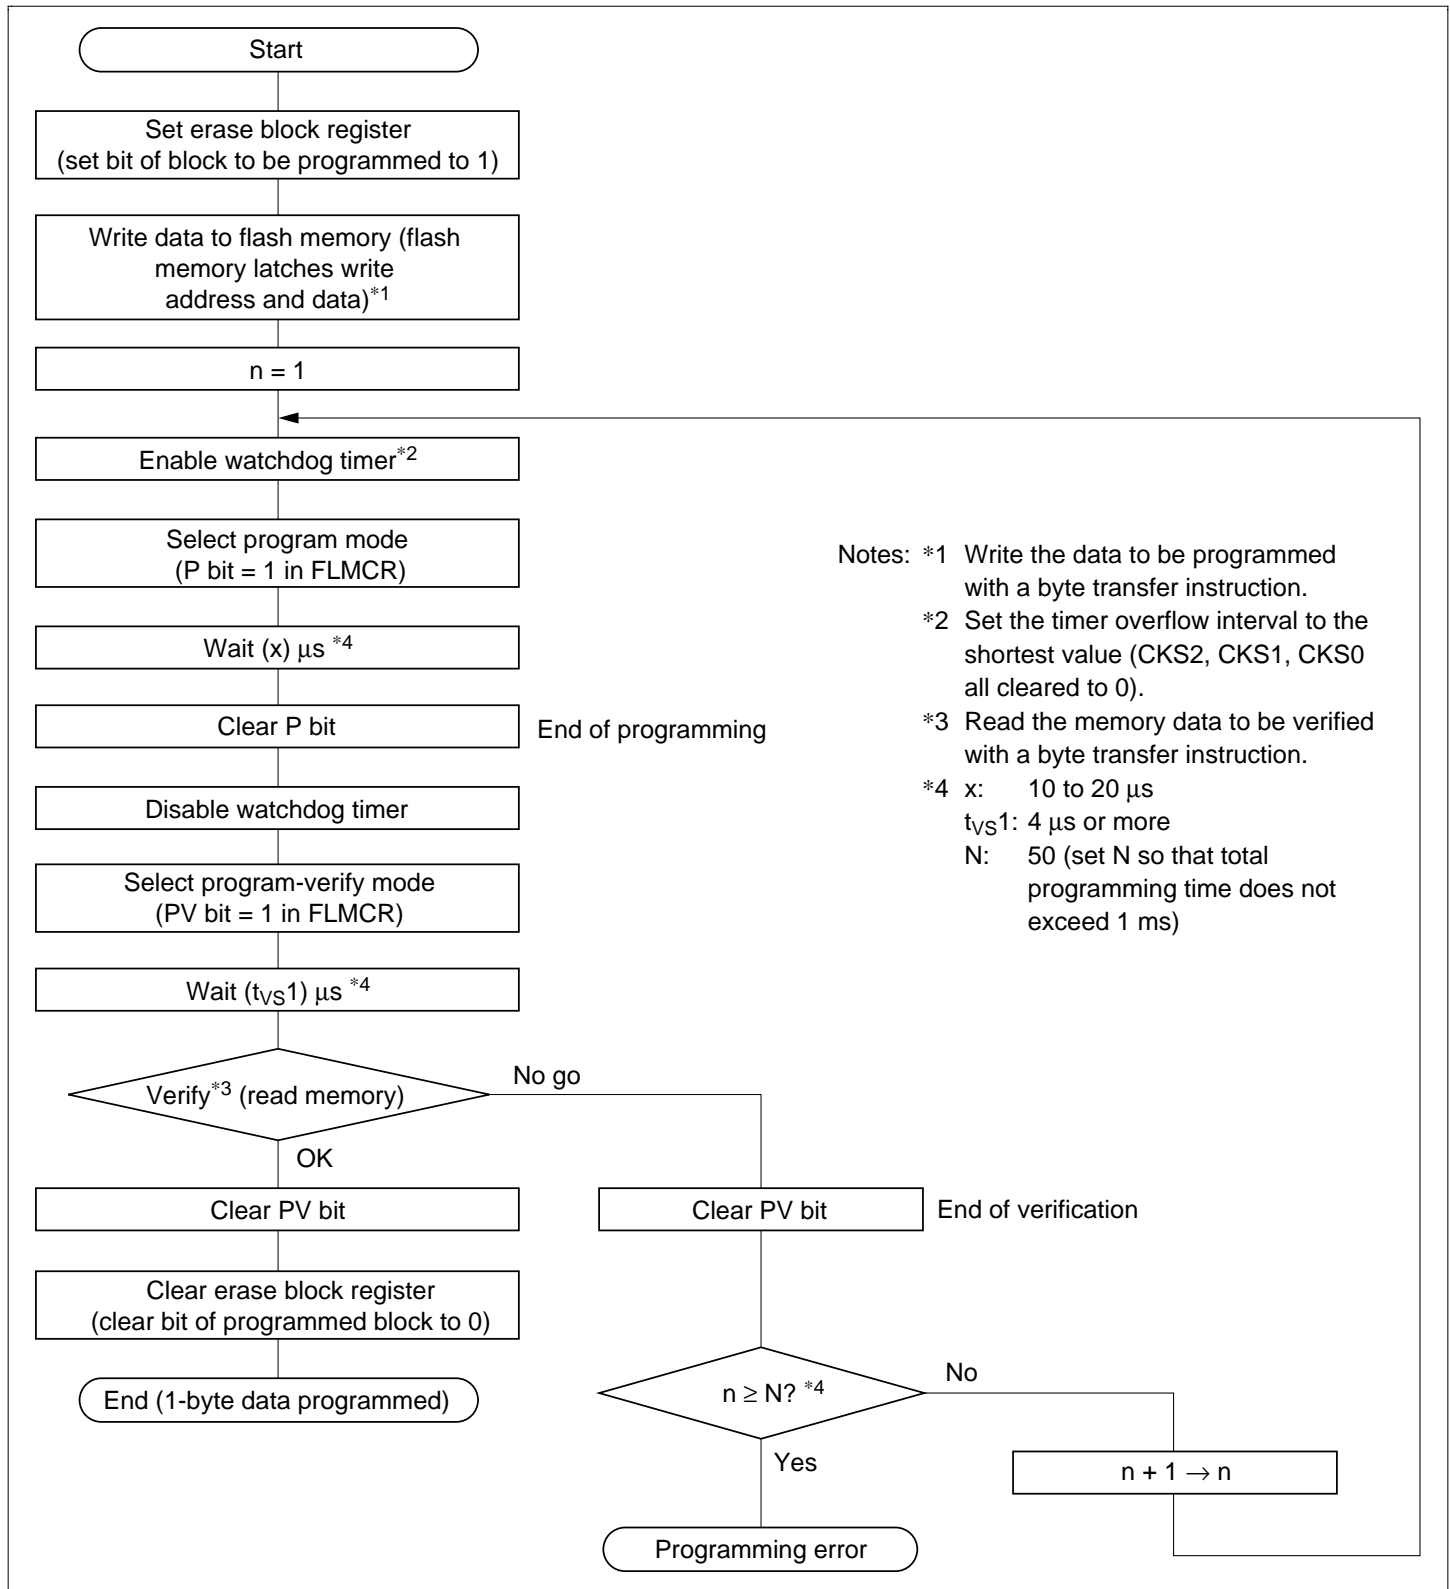 Start
Set erase block register
(set bit of block to be programmed to 1)
Write data to flash memory (flash
memory latches write
address and data)*1
n = 1
Enable watchdog timer*2
Select program mode
(P bit = 1 in FLMCR)
Wait (x) μs *4
Clear P bit
End of programming
Disable watchdog timer
Select program-verify mode
(PV bit = 1 in FLMCR)
Wait (tVS1) μs *4
Verify*3 (read memory)
No go
OK
Clear PV bit
Clear erase block register
(clear bit of programmed block to 0)
End (1-byte data programmed)
Clear PV bit
End of verification
n ≥ N? *4
No
Yes
n + 1 → n
Programming error
Notes: *1 Write the data to be programmed
with a byte transfer instruction.
*2 Set the timer overflow interval to the
shortest value (CKS2, CKS1, CKS0
all cleared to 0).
*3 Read the memory data to be verified
with a byte transfer instruction.
*4 x: 10 to 20 μs
tVS1: 4 μs or more
N: 50 (set N so that total
programming time does not
exceed 1 ms)